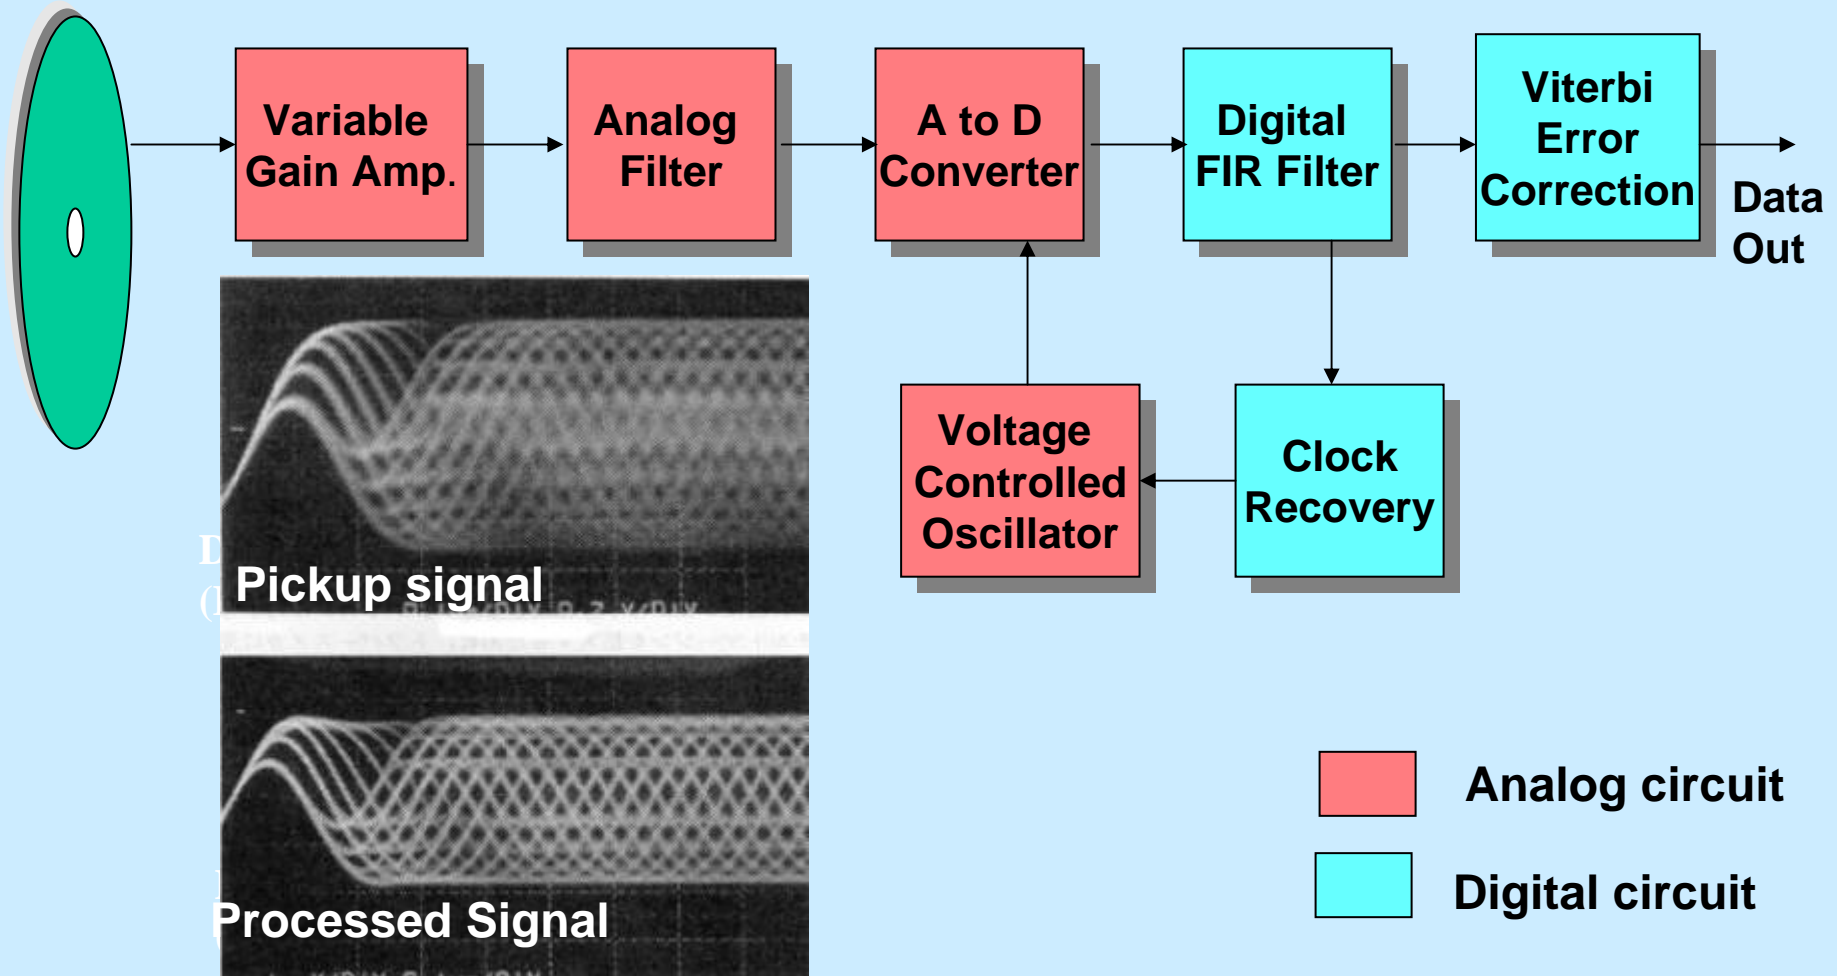 Variable
Gain Amp.
Analog
Filter
A to D
Converter
Digital
FIR Filter
Viterbi
Error
Correction
Data
Out
Voltage
Controlled
Oscillator
Clock
Recovery
Pickup signal
Processed Signal
Analog circuit
Digital circuit